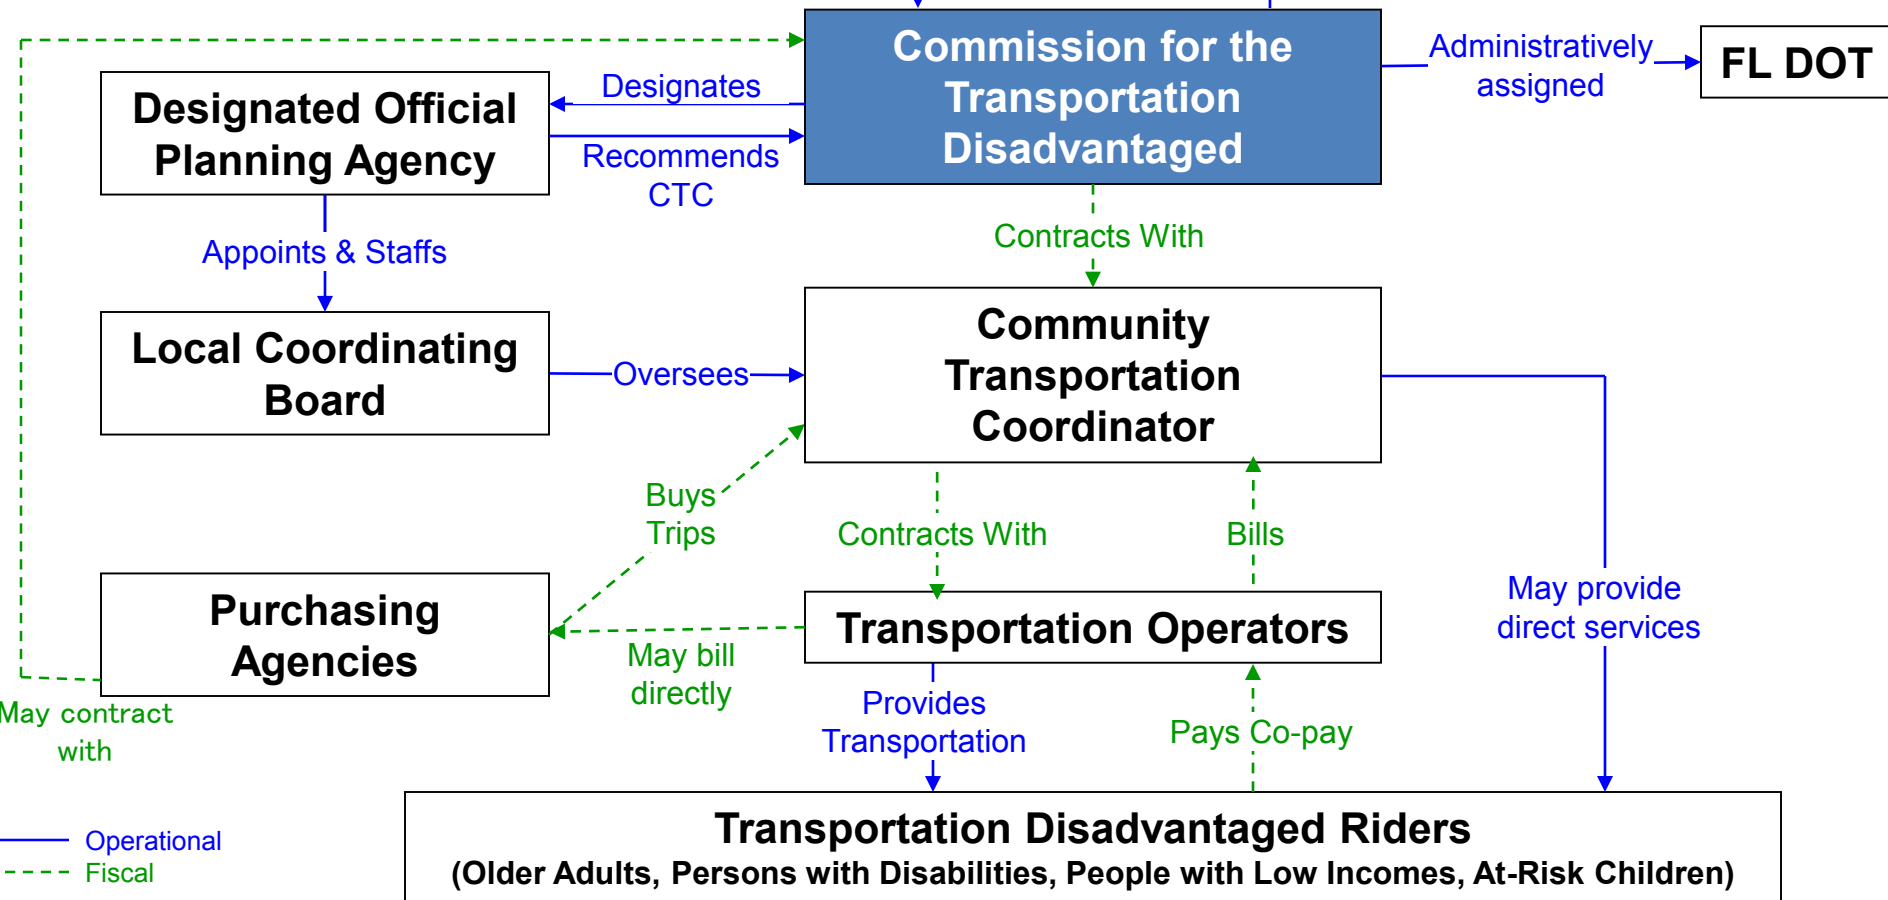 Commission for the
Transportation
Disadvantaged
Administratively
assigned
FL DOT
Designated Official
Planning Agency
Designates
Recommends
CTC
Contracts With
Appoints & Staffs
Local Coordinating
Board
Oversees
Community
Transportation
Coordinator
Buys
Trips
Contracts With
Bills
Purchasing
Agencies
May bill
directly
Transportation Operators
May provide
direct services
May contract
with
Provides
Transportation
Pays Co-pay
Transportation Disadvantaged Riders
(Older Adults, Persons with Disabilities, People with Low Incomes, At-Risk Children)
Operational
Fiscal